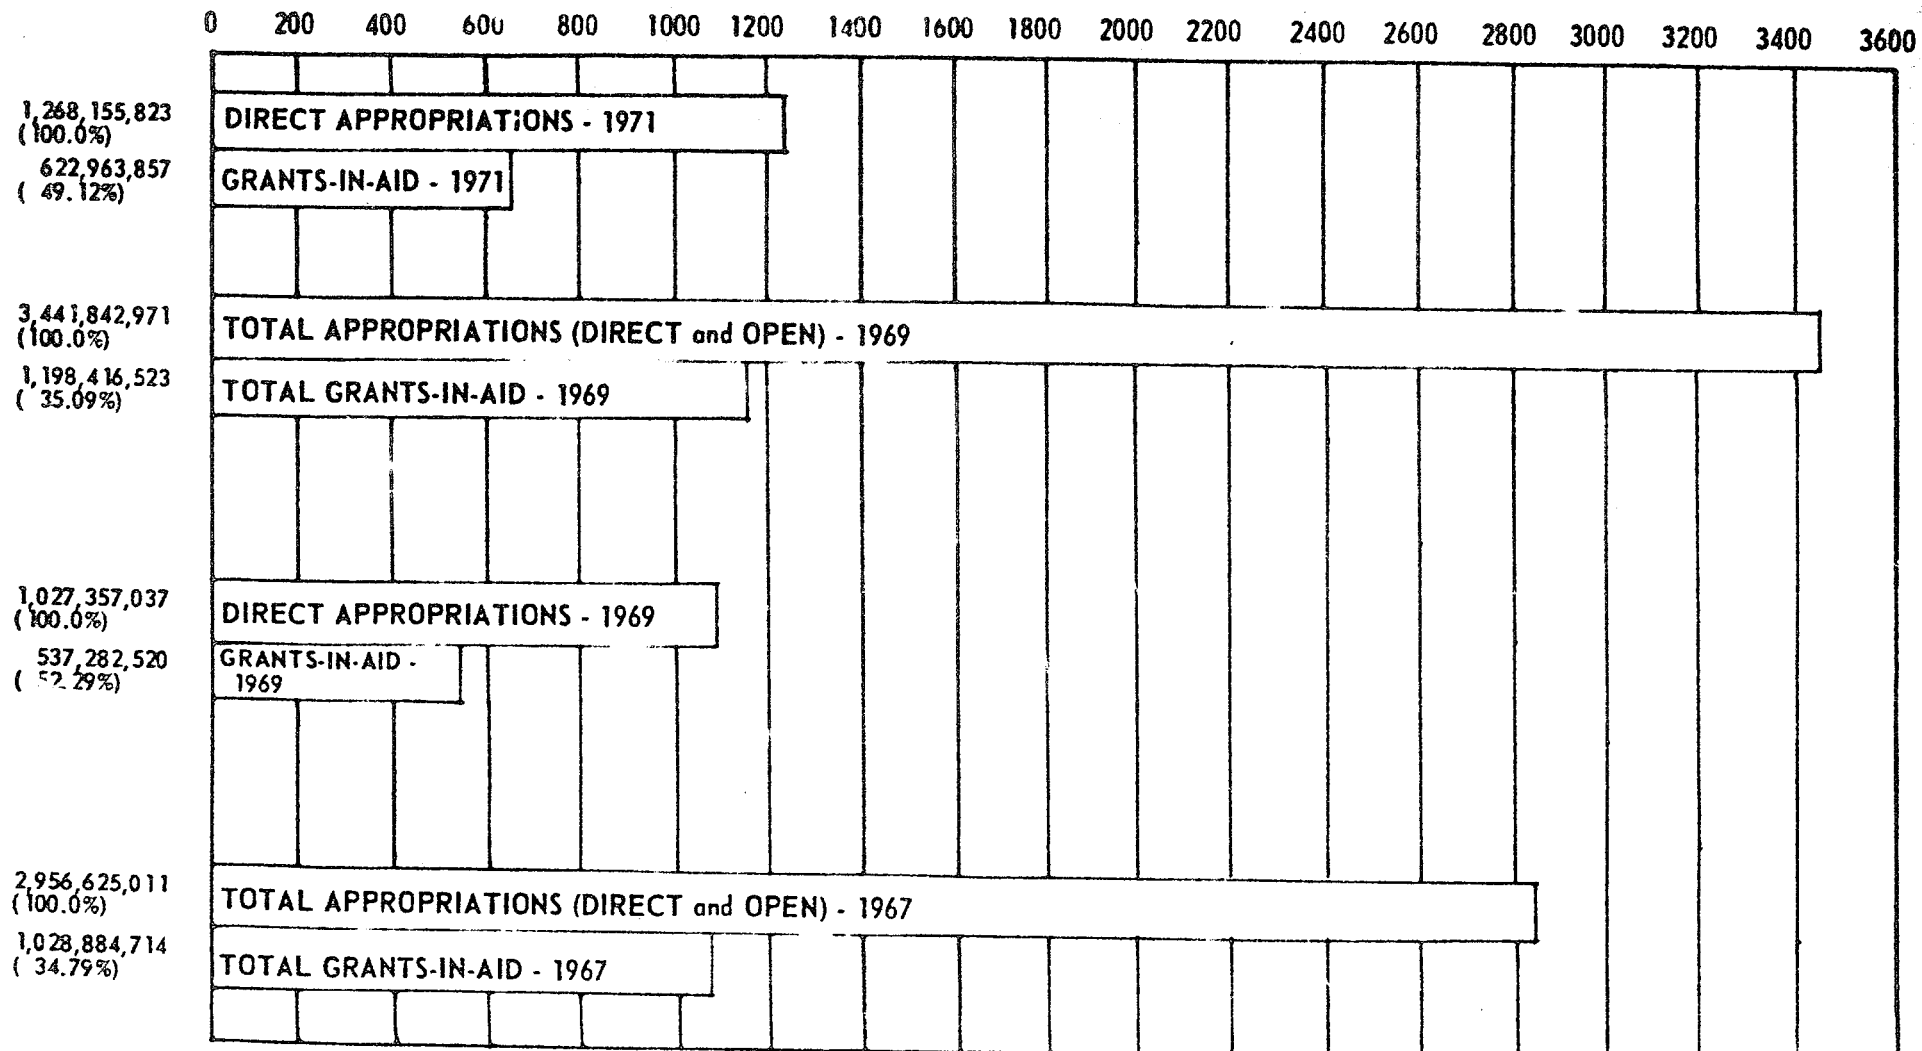 0 200 400 600 800 1000 1200 1400 1600 1800 2000 2200 2400 2600 2800 3000 3200 3400 3600
1,268,155,823
(100.0%)
DIRECT APPROPRIATIONS - 1971
622,963,857
( 49.12%)
GRANTS-IN-AID - 1971
3,441,842,971
(100.0%)
TOTAL APPROPRIATIONS (DIRECT and OPEN) - 1969
1,198,416,523
( 35.09%)
TOTAL GRANTS-IN-AID - 1969
1,027,357,037
(100.0%)
DIRECT APPROPRIATIONS - 1969
537,282,520
( 52.29%)
GRANTS-IN-AID -
1969
2,956,625,011
(100.0%)
TOTAL APPROPRIATIONS (DIRECT and OPEN) - 1967
1,028,884,714
( 34.79%)
TOTAL GRANTS-IN-AID - 1967